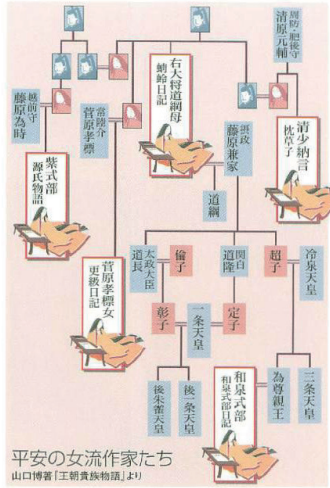 周防・肥後守
清原元輔
右大将道綱母
蜻蛉日記
常陸介
菅原孝標
越前守
藤原為時
摂政
藤原兼家
清少納言
枕草子
紫式部
源氏物語
道綱
菅原孝標女
更級日記
太政大臣
道長
倫子
関白
道隆
超子
冷泉天皇
彰子
一条天皇
定子
和泉式部
和泉式部日記
為尊親王
三条天皇
後朱雀天皇
後一条天皇
平安の女流作家たち
山口博著『王朝貴族物語』より